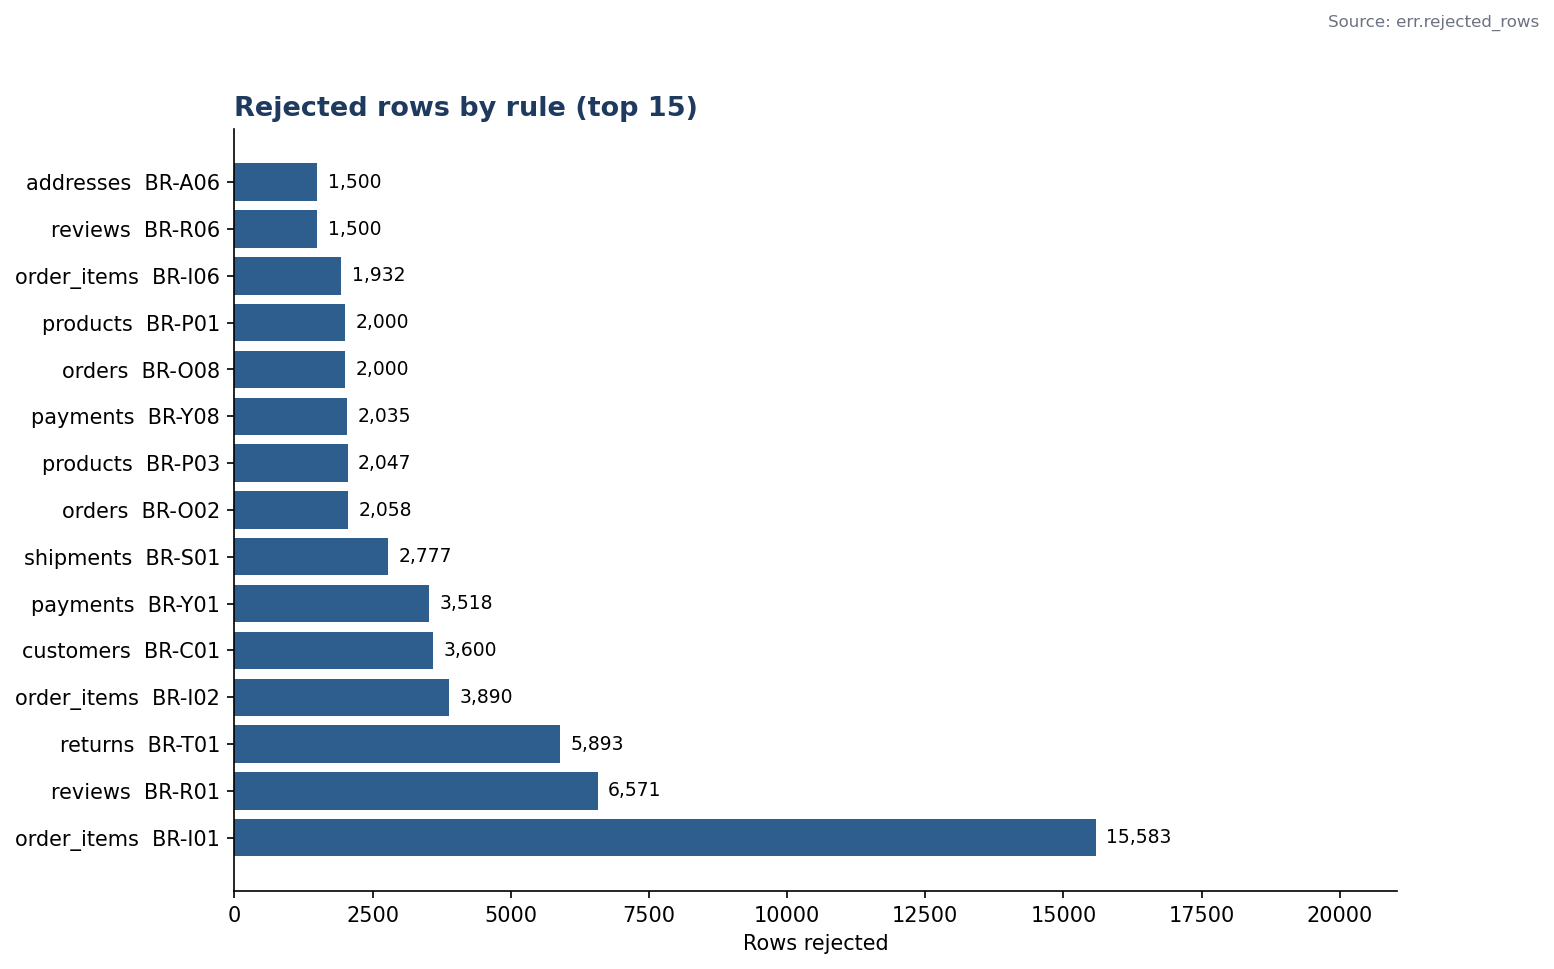 Source: err.rejected_rows
Rejected rows by rule (top 15)
addresses  BR-A06 1,500
reviews  BR-R06 1,500
order_items  BR-I06 1,932
products  BR-P01 2,000
orders  BR-O08 2,000
payments  BR-Y08 2,035
products  BR-P03 2,047
orders  BR-O02 2,058
shipments  BR-S01 2,777
payments  BR-Y01 3,518
customers  BR-C01 3,600
order_items  BR-I02 3,890
returns  BR-T01 5,893
reviews  BR-R01 6,571
order_items  BR-I01 15,583
0 2500 5000 7500 10000 12500 15000 17500 20000
Rows rejected